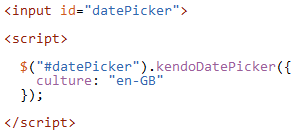 <input id="datePicker">
<script>
$("#datePicker").kendoDatePicker({
culture: "en-GB"
});
</script>